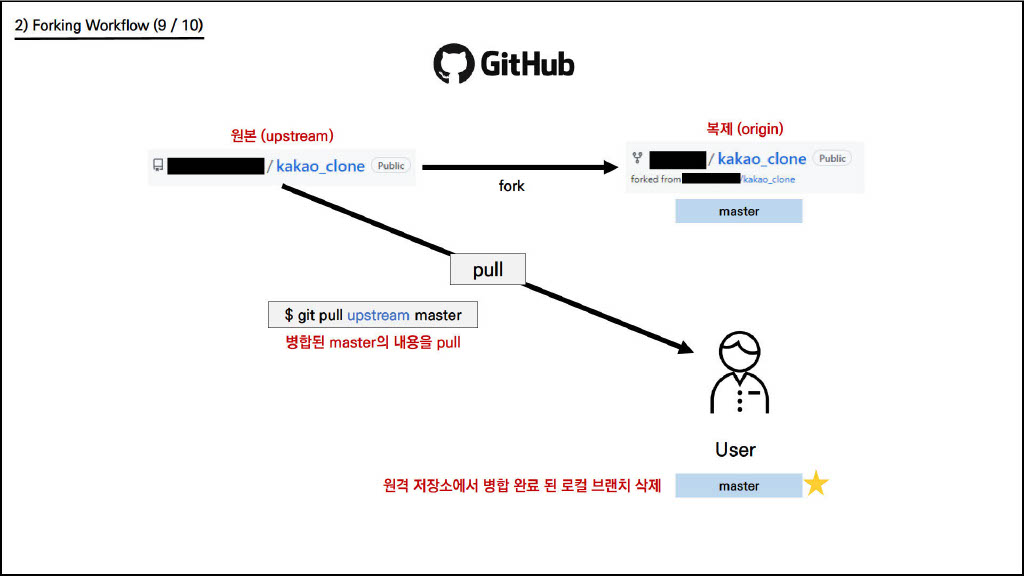 2) Forking Workflow (9 / 10)
GitHub
원본 (upstream)
/ kakao_clone Public
fork
복제 (origin)
/ kakao_clone Public
forked from /kakao_clone
master
pull
$ git pull upstream master
병합된 master의 내용을 pull
User
원격 저장소에서 병합 완료 된 로컬 브랜치 삭제
master